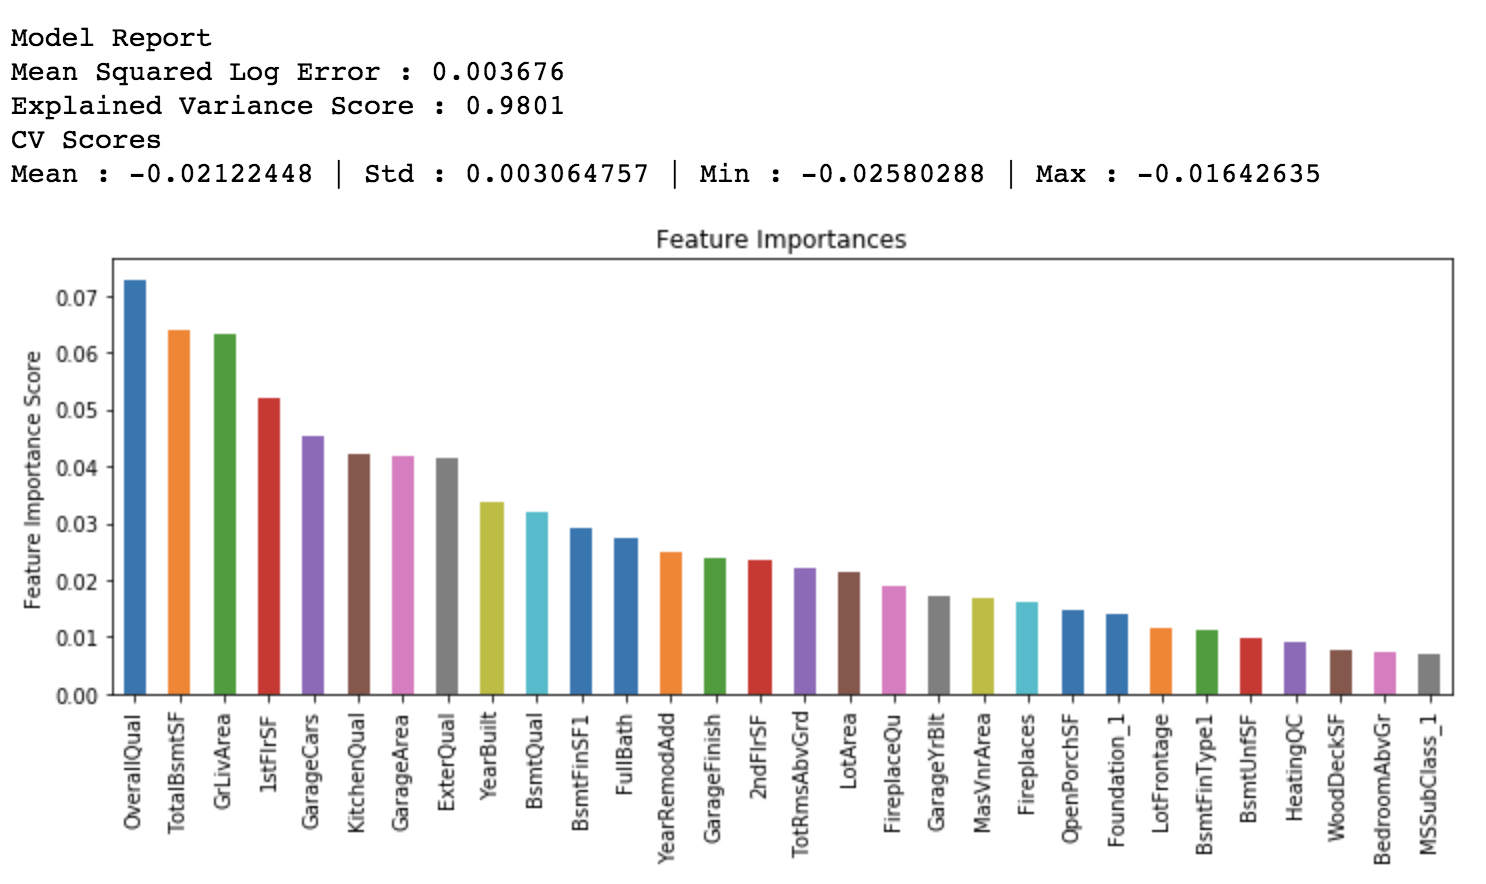 Model Report
Mean Squared Log Error : 0.003676
Explained Variance Score : 0.9801
CV Scores
Mean : -0.02122448 | Std : 0.003064757 | Min : -0.02580288 | Max : -0.01642635
Feature Importances
Feature Importance Score
0.07
0.06
0.05
0.04
0.03
0.02
0.01
0.00
OverallQual
TotalBsmtSF
GrLivArea
1stFlrSF
GarageCars
KitchenQual
GarageArea
ExterQual
YearBuilt
BsmtQual
BsmtFinSF1
FullBath
YearRemodAdd
GarageFinish
2ndFlrSF
TotRmsAbvGrd
LotArea
FireplaceQu
GarageYrBlt
MasVnrArea
Fireplaces
OpenPorchSF
Foundation_1
LotFrontage
BsmtFinType1
BsmtUnfSF
HeatingQC
WoodDeckSF
BedroomAbvGr
MSSubClass_1